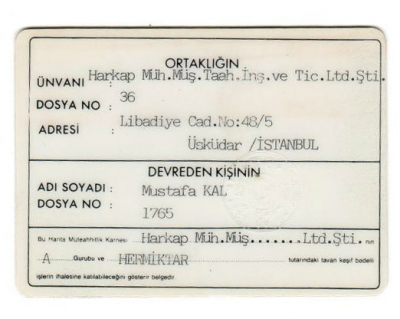 ORTAKLIĞIN
ÜNVANI : Harkap Müh.Müş.Taah.İnş.ve Tic.Ltd.Şti.
DOSYA NO : 36
ADRESİ : Libadiye Cad.No:48/5
Üsküdar /İSTANBUL
DEVREDEN KİŞİNİN
ADI SOYADI : Mustafa KAL
DOSYA NO : 1765
Bu Harita Müteahhitlik Karnesi Harkap Müh.Müş.......Ltd.Şti. nin
A Gurubu ve HERMİKTAR tutarındaki tavan keşif bedelli
işlerin ihalesine katılabileceğini gösterir belgedir.